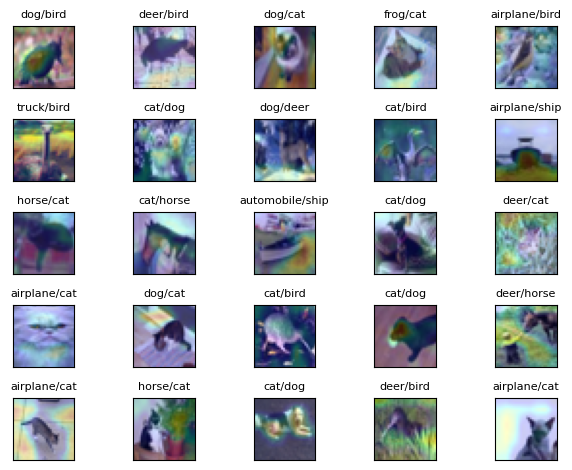 dog/bird deer/bird dog/cat frog/cat airplane/bird
truck/bird cat/dog dog/deer cat/bird airplane/ship
horse/cat cat/horse automobile/ship cat/dog deer/cat
airplane/cat dog/cat cat/bird cat/dog deer/horse
airplane/cat horse/cat cat/dog deer/bird airplane/cat